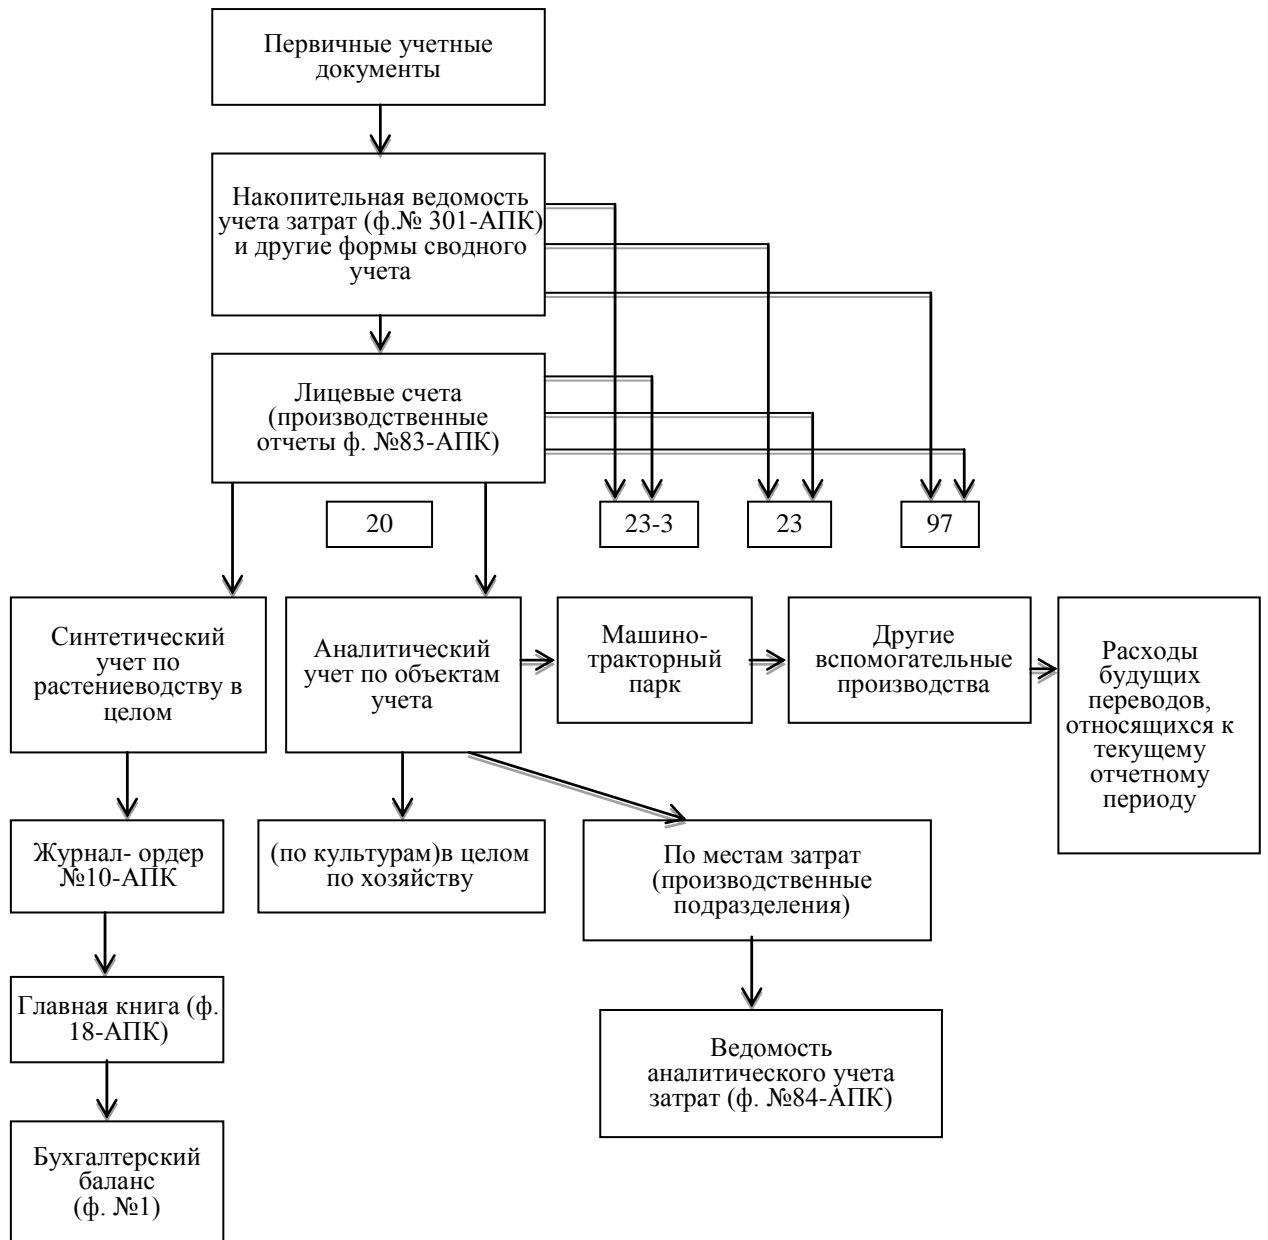 Первичные учетные
документы
Накопительная ведомость
учета затрат (ф.№ 301-АПК)
и другие формы сводного
учета
Лицевые счета
(производственные
отчеты ф. №83-АПК)
20
23-3
23
97
Синтетический
учет по
растениеводству в
целом
Аналитический
учет по объектам
учета
Машино-
тракторный
парк
Другие
вспомогательные
производства
Расходы
будущих
переводов,
относящихся к
текущему
отчетному
периоду
Журнал- ордер
№10-АПК
(по культурам)в целом
по хозяйству
По местам затрат
(производственные
подразделения)
Главная книга (ф.
18-АПК)
Ведомость
аналитического учета
затрат (ф. №84-АПК)
Бухгалтерский
баланс
(ф. №1)